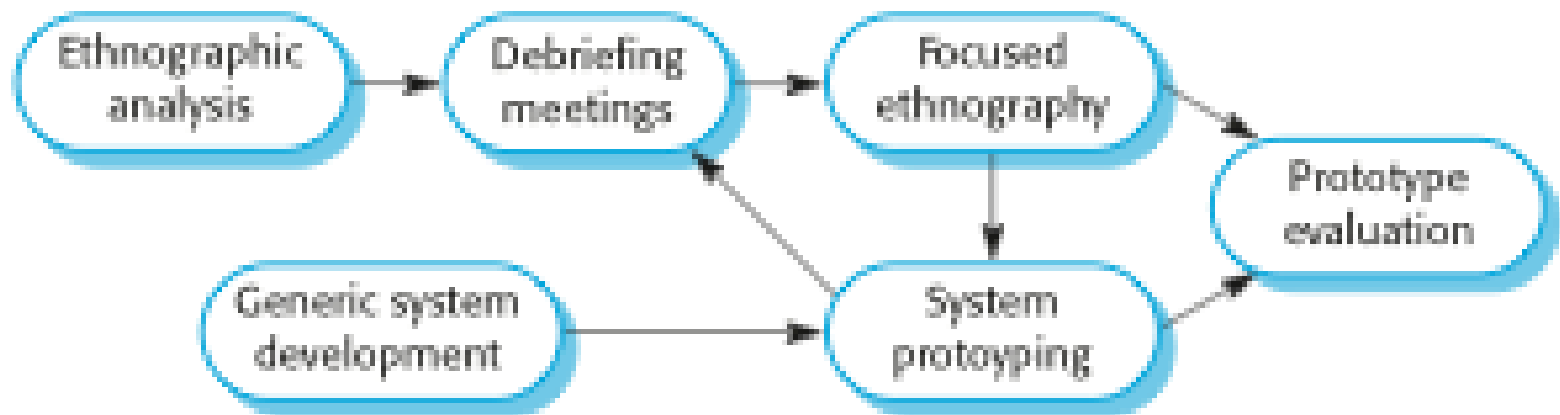 Ethnographic
analysis
Debriefing
meetings
Focused
ethnography
Prototype
evaluation
Generic system
development
System
protoyping